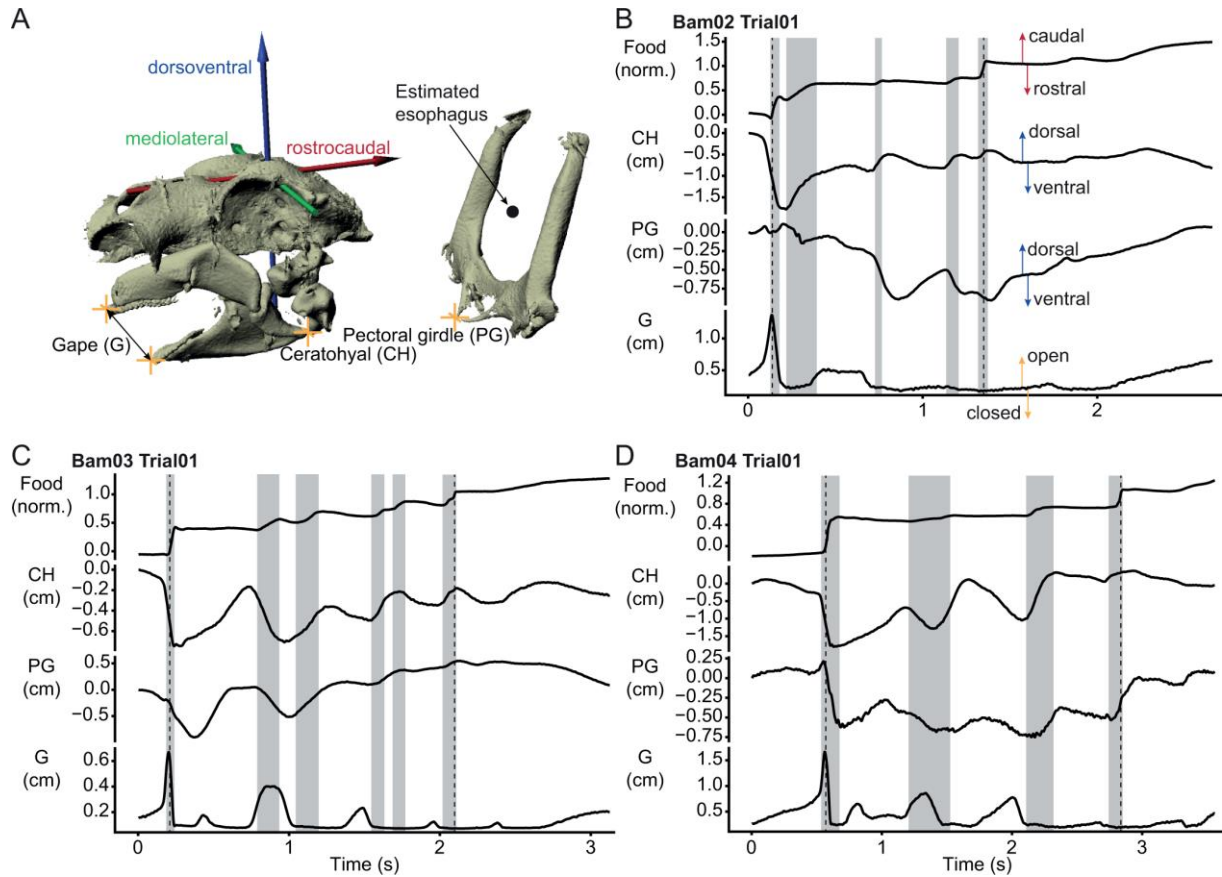 A
dorsoventral
mediolateral
rostrocaudal
Estimated
esophagus
Gape (G)
Ceratohyal (CH)
Pectoral girdle (PG)
B
Bam02 Trial01
Food
(norm.)
1.5
1.0
0.5
0.0
caudal
rostral
CH
(cm)
0.0
−0.5
−1.0
−1.5
dorsal
ventral
PG
(cm)
0.00
−0.25
−0.50
−0.75
dorsal
ventral
G
(cm)
1.0
0.5
open
closed
0
1
2
C
Bam03 Trial01
Food
(norm.)
1.0
0.5
0.0
CH
(cm)
0.0
−0.2
−0.4
−0.6
PG
(cm)
0.5
0.0
−0.5
G
(cm)
0.6
0.4
0.2
0
1
2
3
Time (s)
D
Bam04 Trial01
Food
(norm.)
1.2
0.8
0.4
0.0
CH
(cm)
0.0
−0.5
−1.0
−1.5
PG
(cm)
0.25
0.00
−0.25
−0.50
−0.75
G
(cm)
1.5
1.0
0.5
0
1
2
3
Time (s)